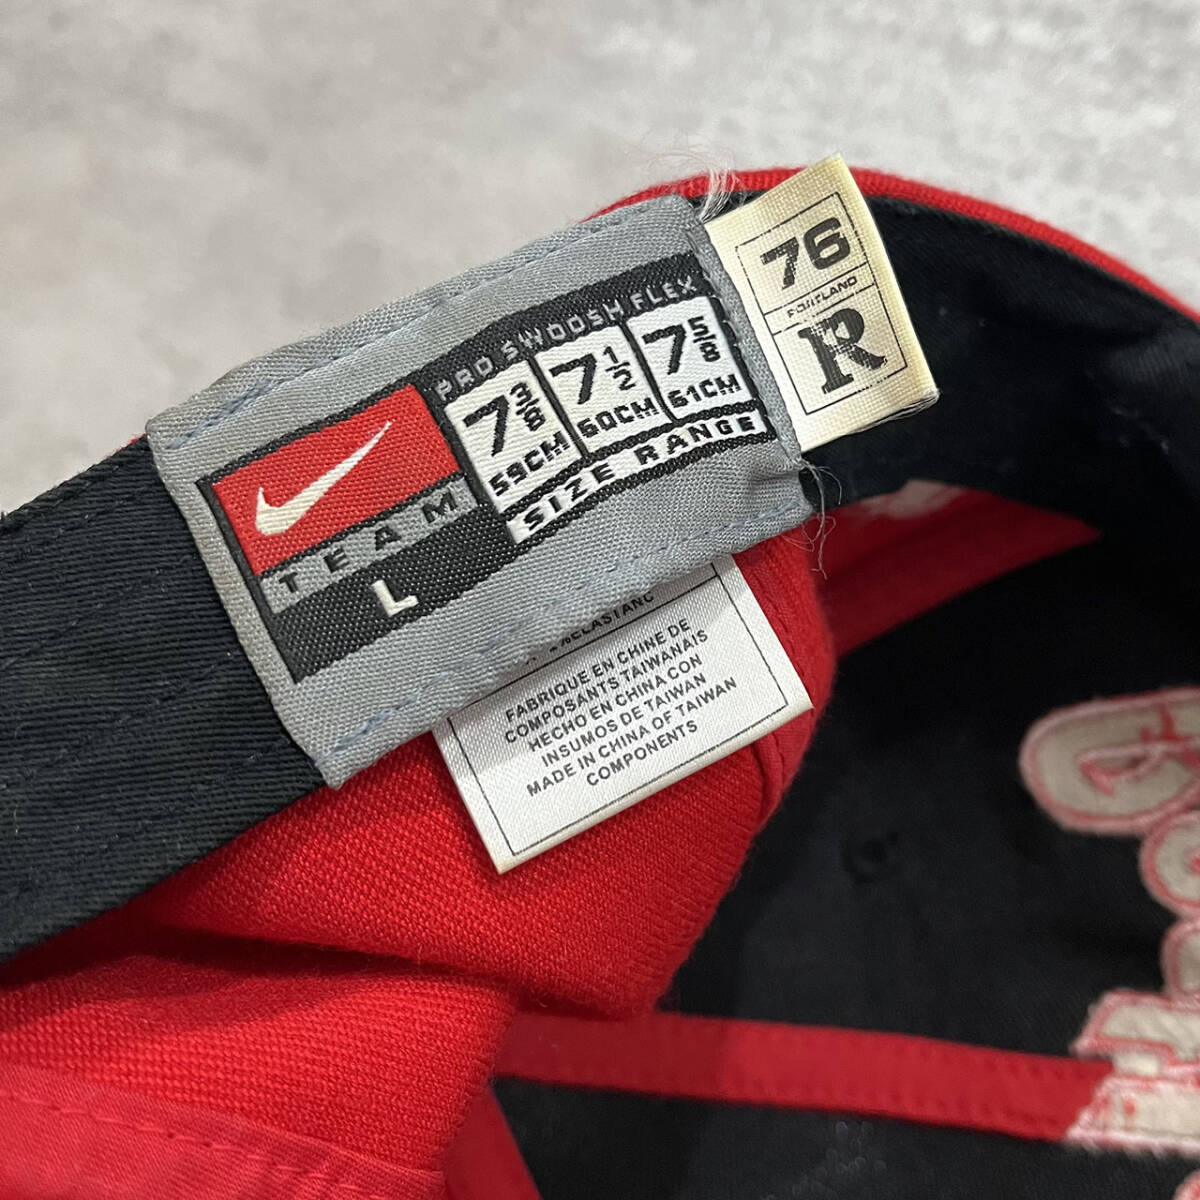 PRO SWOOSH FLEX
7 3/8 7 1/2 7 5/8
59CM 60CM 61CM
SIZE RANGE
TEAM
L
76
PORTLAND
R
FABRIQUE EN CHINE DE
COMPOSANTS TAIWANAIS
HECHO EN CHINA CON
INSUMOS DE TAIWAN
MADE IN CHINA OF TAIWAN
COMPONENTS